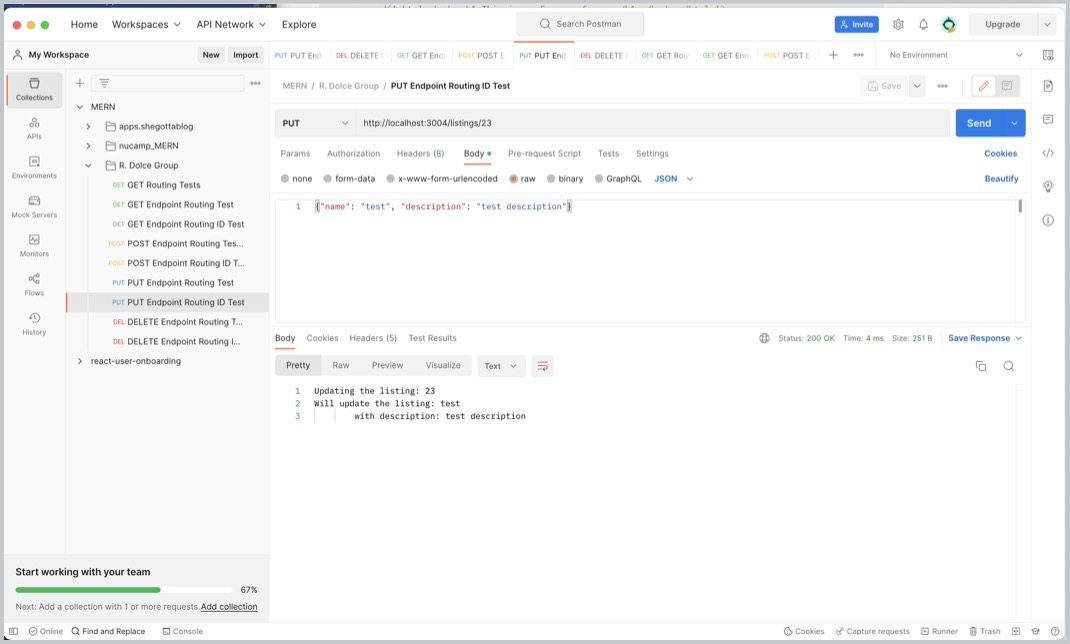 Home Workspaces API Network Explore Search Postman Invite Upgrade
My Workspace New Import PUT PUT End DEL DELETE GET GET End POST POST E PUT PUT End DEL DELETE GET GET Rou GET GET End POST POST E No Environment
MERN / R. Dolce Group / PUT Endpoint Routing ID Test Save
Collections
APIs
Environments
Mock Servers
Monitors
Flows
History
MERN
apps.shegottablog
nucamp_MERN
R. Dolce Group
GET GET Routing Tests
GET GET Endpoint Routing Test
GET GET Endpoint Routing ID Test
POST POST Endpoint Routing Tes...
POST POST Endpoint Routing ID T...
PUT PUT Endpoint Routing Test
PUT PUT Endpoint Routing ID Test
DEL DELETE Endpoint Routing T...
DEL DELETE Endpoint Routing I...
react-user-onboarding
PUT http://localhost:3004/listings/23 Send
Params Authorization Headers (8) Body Pre-request Script Tests Settings Cookies
none form-data x-www-form-urlencoded raw binary GraphQL JSON Beautify
1 {"name": "test", "description": "test description"}
Body Cookies Headers (5) Test Results Status: 200 OK Time: 4 ms Size: 251 B Save Response
Pretty Raw Preview Visualize Text
1 Updating the listing: 23
2 Will update the listing: test
3 with description: test description
Start working with your team
67%
Next: Add a collection with 1 or more requests. Add collection
Online Find and Replace Console Cookies Capture requests Runner Trash